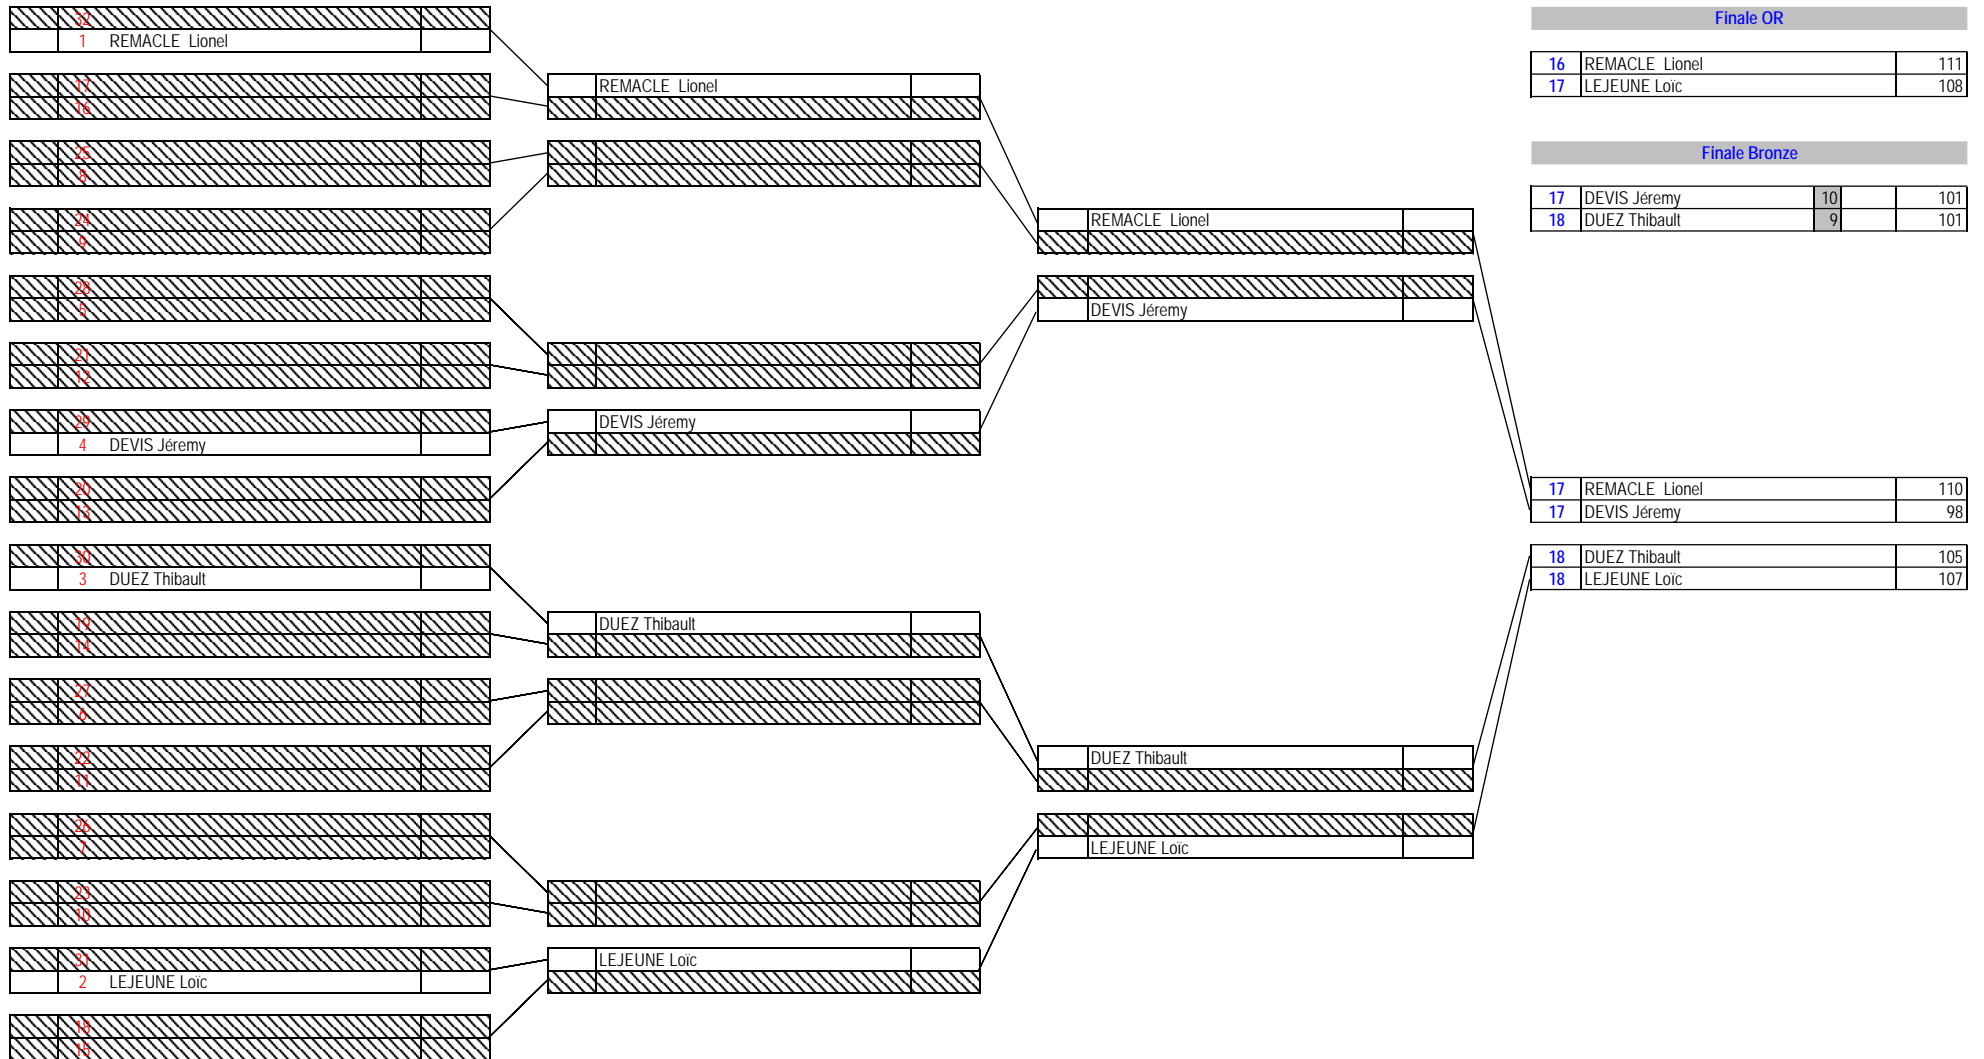 32
1 REMACLE Lionel
17
16
25
8
24
9
28
5
21
12
29
4 DEVIS Jéremy
20
13
30
3 DUEZ Thibault
19
14
27
6
22
11
26
7
23
10
31
2 LEJEUNE Loïc
18
15
REMACLE Lionel
DEVIS Jéremy
DUEZ Thibault
LEJEUNE Loïc
REMACLE Lionel
DEVIS Jéremy
DUEZ Thibault
LEJEUNE Loïc
Finale OR
16 REMACLE Lionel 111
17 LEJEUNE Loïc 108
Finale Bronze
17 DEVIS Jéremy 10 101
18 DUEZ Thibault 9 101
17 REMACLE Lionel 110
17 DEVIS Jéremy 98
18 DUEZ Thibault 105
18 LEJEUNE Loïc 107